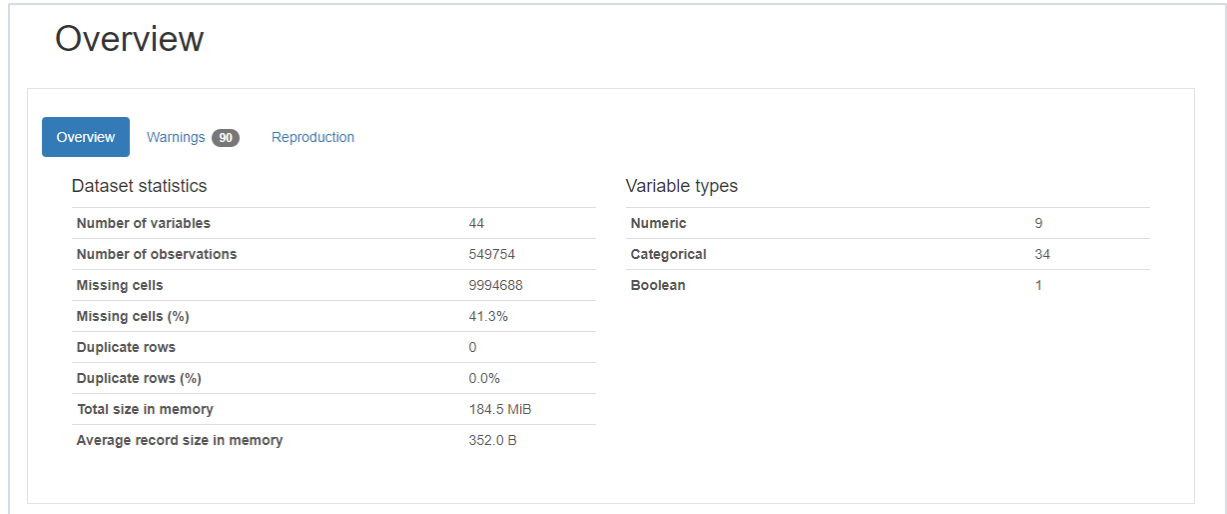 Overview
Overview Warnings 90 Reproduction
Dataset statistics
Number of variables 44
Number of observations 549754
Missing cells 9994688
Missing cells (%) 41.3%
Duplicate rows 0
Duplicate rows (%) 0.0%
Total size in memory 184.5 MiB
Average record size in memory 352.0 B
Variable types
Numeric 9
Categorical 34
Boolean 1